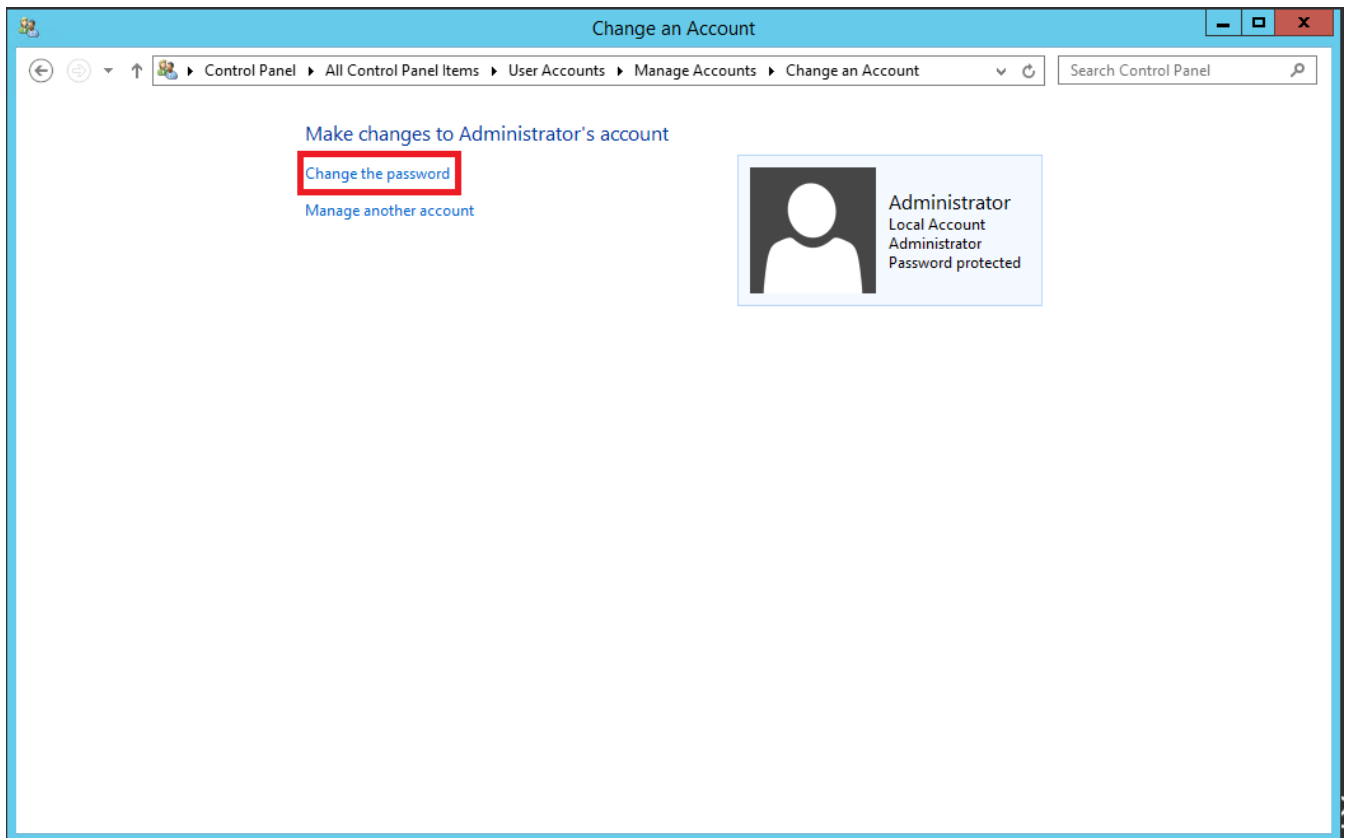 Change an Account
Control Panel All Control Panel Items User Accounts Manage Accounts Change an Account
Search Control Panel
Make changes to Administrator's account
Change the password
Manage another account
Administrator
Local Account
Administrator
Password protected